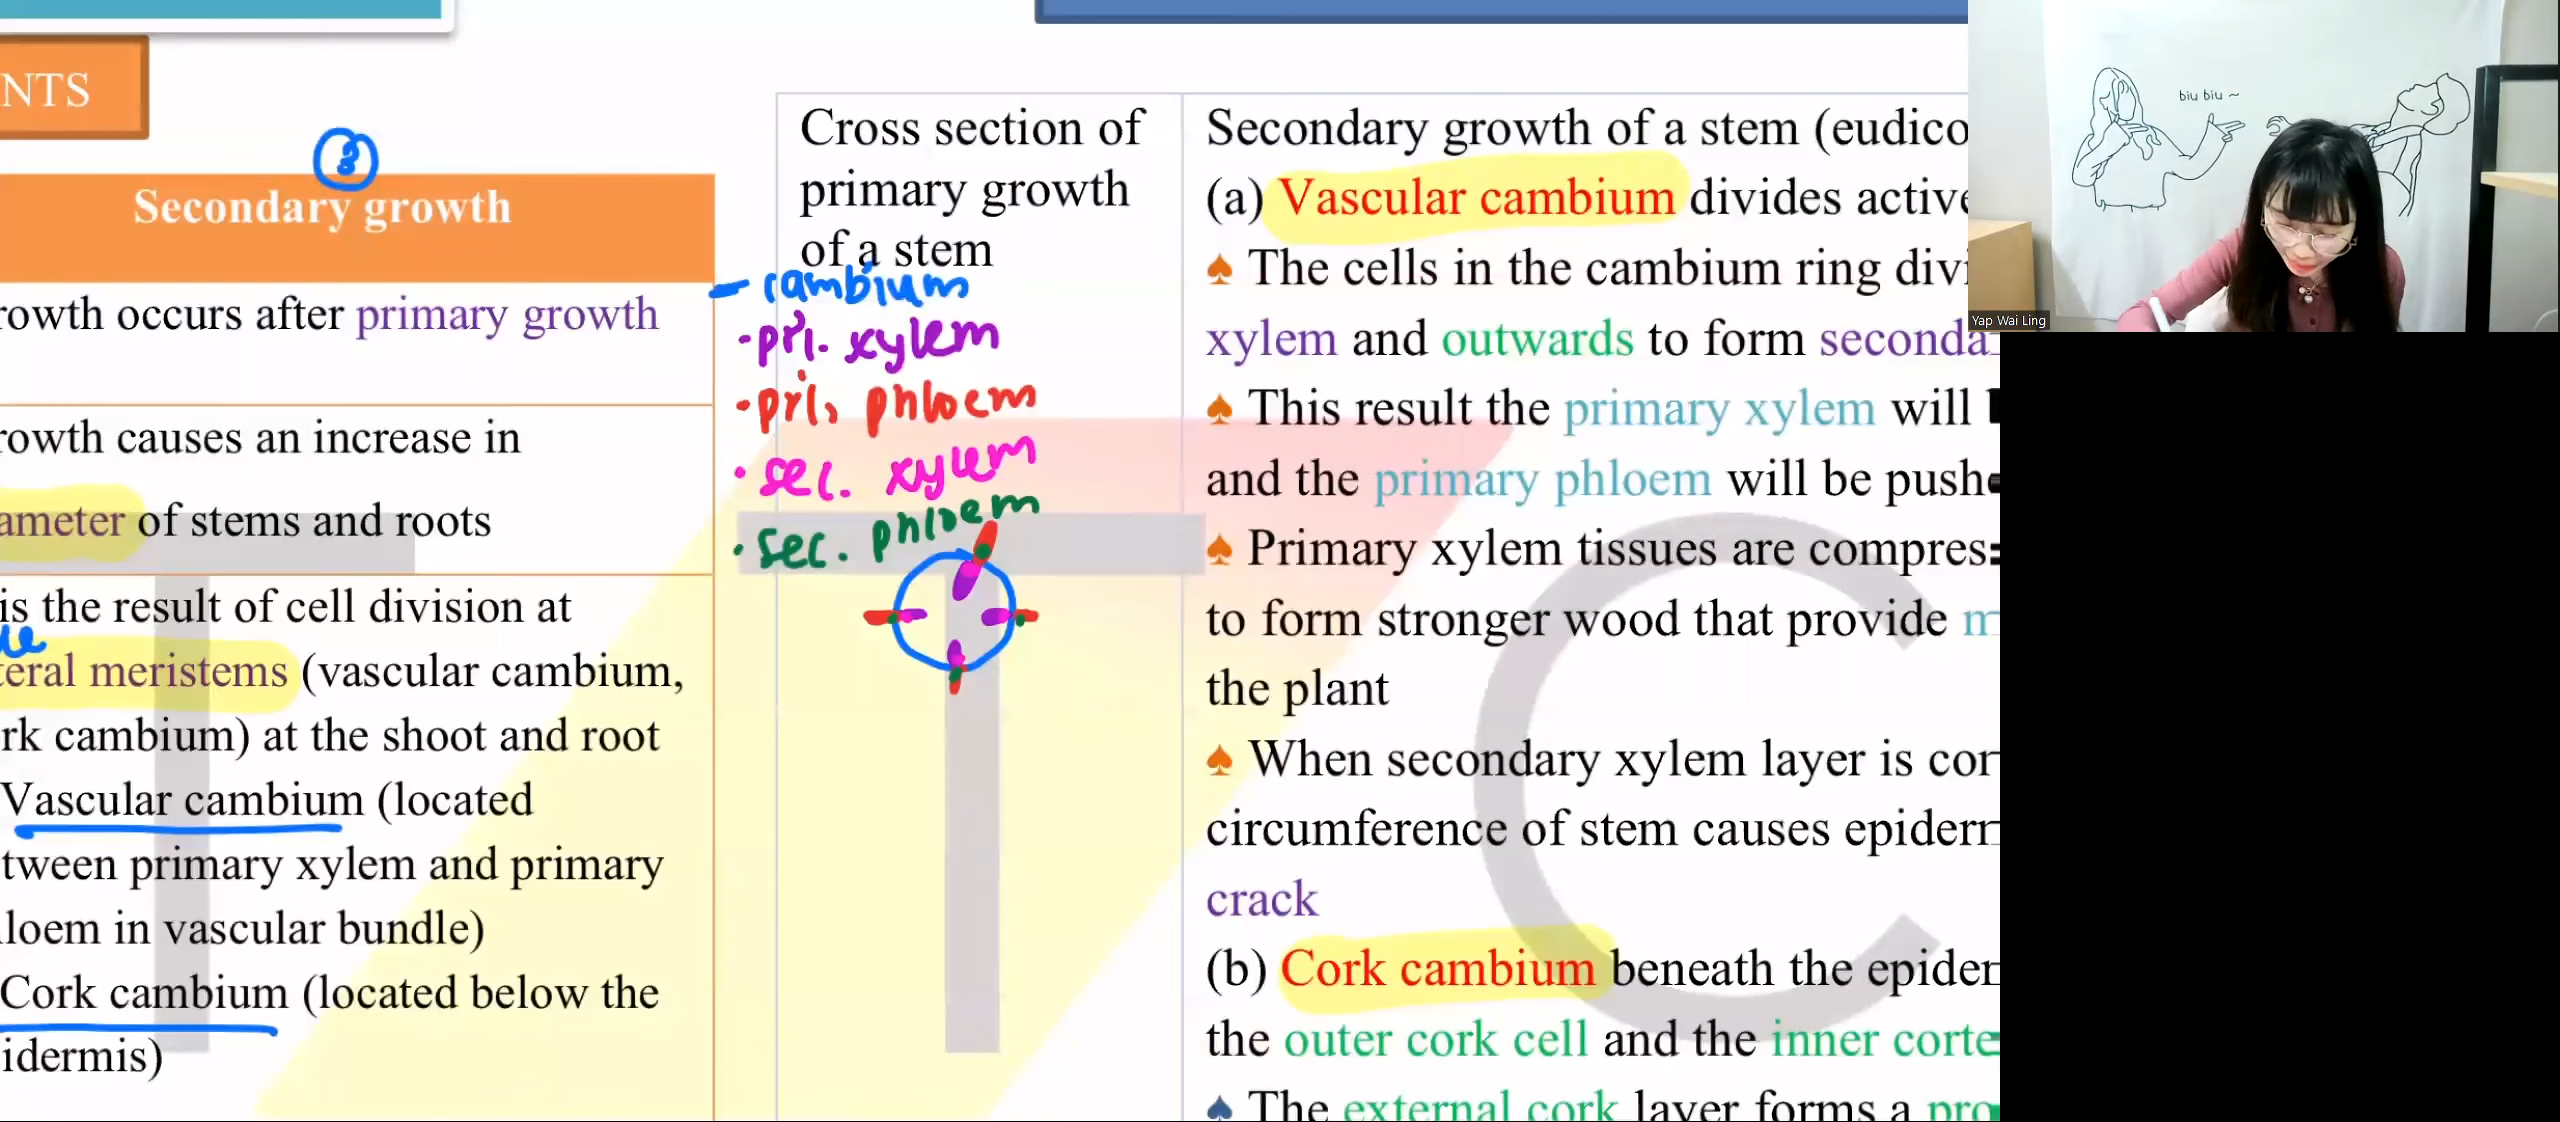 NTS
3
Secondary growth
rowth occurs after primary growth
rowth causes an increase in
ameter of stems and roots
is the result of cell division at
teral meristems (vascular cambium,
rk cambium) at the shoot and root
Vascular cambium (located
tween primary xylem and primary
loem in vascular bundle)
Cork cambium (located below the
idermis)
Cross section of
primary growth
of a stem
- cambium
· pri. xylem
· pri, phloem
· sec. xylem
· sec. phloem
Secondary growth of a stem (eudico
(a) Vascular cambium divides active
♠ The cells in the cambium ring divi
xylem and outwards to form seconda
♠ This result the primary xylem will
and the primary phloem will be pushe
♠ Primary xylem tissues are compres
to form stronger wood that provide m
the plant
♠ When secondary xylem layer is cor
circumference of stem causes epiderm
crack
(b) Cork cambium beneath the epider
the outer cork cell and the inner corte
♠ The external cork layer forms a pro
biu biu ~
Yap Wai Ling